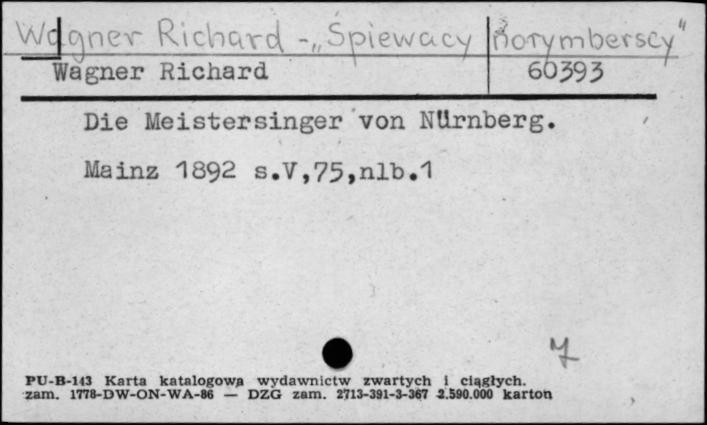 Wagner Richard - „Śpiewacy Norymberscy"
Wagner Richard 60393
Die Meistersinger von Nürnberg.
Mainz 1892 s.V,75,nlb.1
7
PU-B-143 Karta katalogowa wydawnictw zwartych i ciągłych.
zam. 1778-DW-ON-WA-86 — DZG zam. 2713-391-3-367 2.590.000 karton